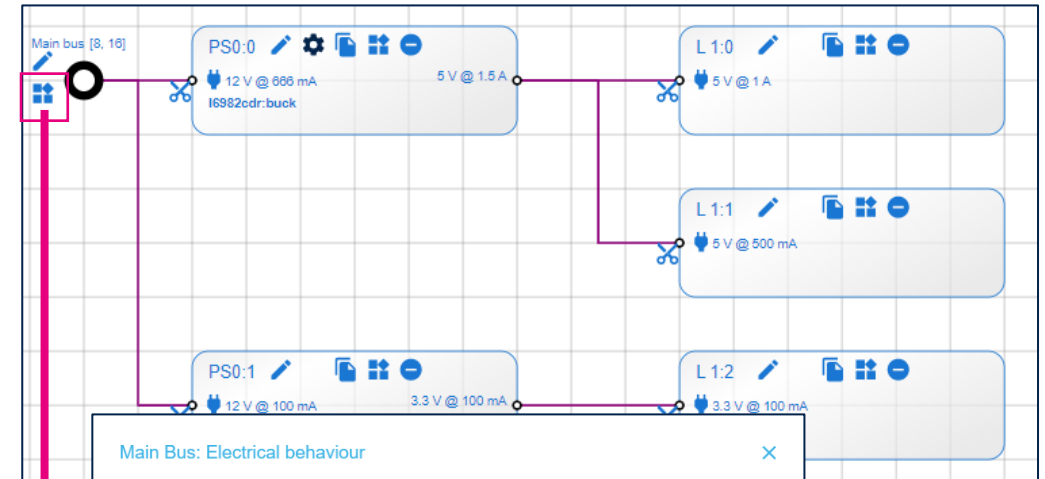 Main bus [8, 16]
PS0:0
12 V @ 666 mA
5 V @ 1.5 A
l6982cdr:buck
L 1:0
5 V @ 1 A
L 1:1
5 V @ 500 mA
PS0:1
12 V @ 100 mA
3.3 V @ 100 mA
L 1:2
3.3 V @ 100 mA
Main Bus: Electrical behaviour